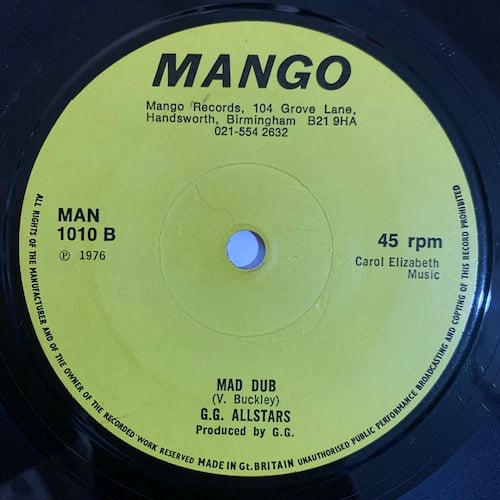 MANGO
Mango Records, 104 Grove Lane,
Handsworth, Birmingham B21 9HA
021-554 2632
MAN
1010 B
℗ 1976
45 rpm
Carol Elizabeth
Music
MAD DUB
(V. Buckley)
G.G. ALLSTARS
Produced by G.G.
ALL RIGHTS OF THE MANUFACTURER AND OF THE OWNER OF THE RECORDED WORK RESERVED MADE IN Gt. BRITAIN UNAUTHORISED PUBLIC PERFORMANCE BROADCASTING AND COPYING OF THIS RECORD PROHIBITED